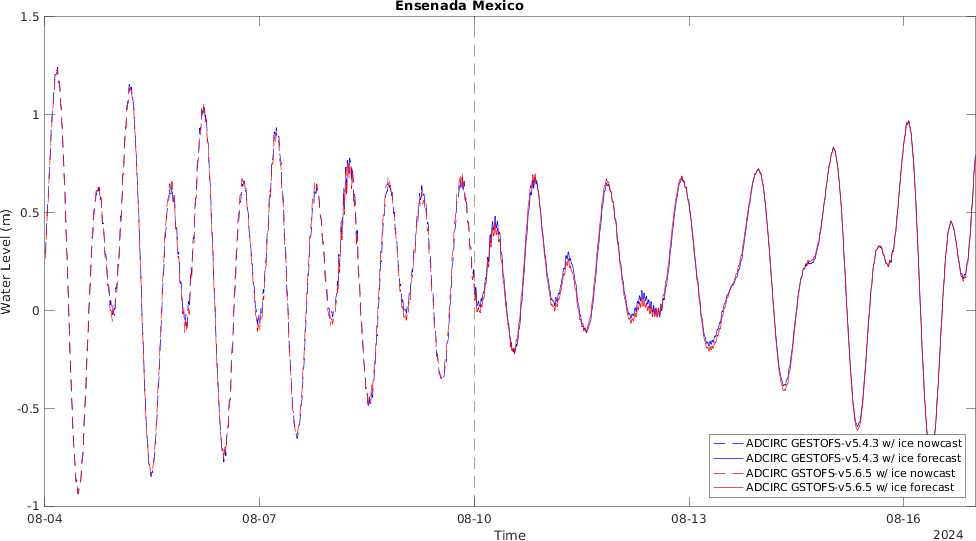 Ensenada Mexico
1.5
1
0.5
0
-0.5
-1
Water Level (m)
08-04
08-07
08-10
08-13
08-16
Time
2024
ADCIRC GESTOFS-v5.4.3 w/ ice nowcast
ADCIRC GESTOFS-v5.4.3 w/ ice forecast
ADCIRC GSTOFS-v5.6.5 w/ ice nowcast
ADCIRC GSTOFS-v5.6.5 w/ ice forecast